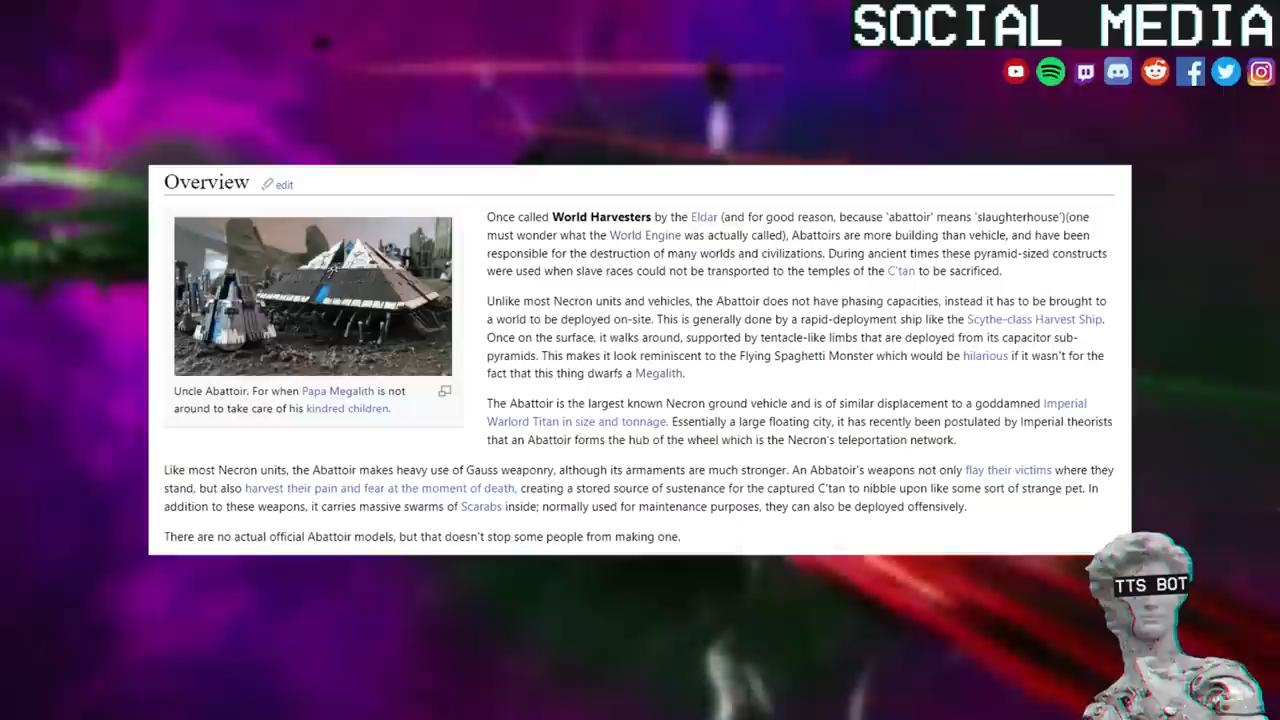 SOCIAL MEDIA
Overview edit
Once called World Harvesters by the Eldar (and for good reason, because 'abattoir' means 'slaughterhouse')(one
must wonder what the World Engine was actually called), Abattoirs are more building than vehicle, and have been
responsible for the destruction of many worlds and civilizations. During ancient times these pyramid-sized constructs
were used when slave races could not be transported to the temples of the C'tan to be sacrificed.
Unlike most Necron units and vehicles, the Abattoir does not have phasing capacities, instead it has to be brought to
a world to be deployed on-site. This is generally done by a rapid-deployment ship like the Scythe-class Harvest Ship.
Once on the surface, it walks around, supported by tentacle-like limbs that are deployed from its capacitor sub-
pyramids. This makes it look reminiscent to the Flying Spaghetti Monster which would be hilarious if it wasn't for the
fact that this thing dwarfs a Megalith.
Uncle Abattoir. For when Papa Megalith is not
around to take care of his kindred children.
The Abattoir is the largest known Necron ground vehicle and is of similar displacement to a goddamned Imperial
Warlord Titan in size and tonnage. Essentially a large floating city, it has recently been postulated by Imperial theorists
that an Abattoir forms the hub of the wheel which is the Necron's teleportation network.
Like most Necron units, the Abattoir makes heavy use of Gauss weaponry, although its armaments are much stronger. An Abbatoir's weapons not only flay their victims where they
stand, but also harvest their pain and fear at the moment of death, creating a stored source of sustenance for the captured C'tan to nibble upon like some sort of strange pet. In
addition to these weapons, it carries massive swarms of Scarabs inside; normally used for maintenance purposes, they can also be deployed offensively.
There are no actual official Abattoir models, but that doesn't stop some people from making one.
TTS BOT